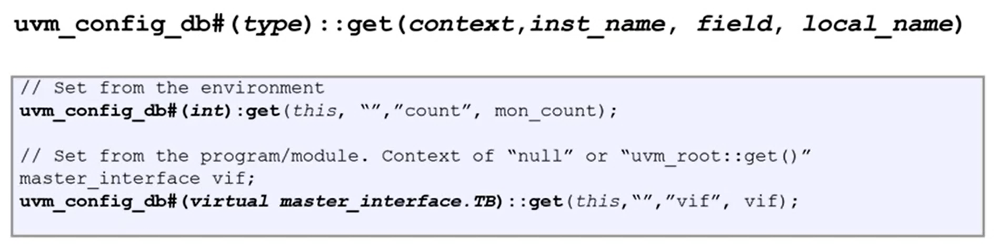 uvm_config_db#(type)::get(context,inst_name, field, local_name)
// Set from the environment
uvm_config_db#(int):get(this, “”,”count”, mon_count);
// Set from the program/module. Context of “null” or “uvm_root::get()”
master_interface vif;
uvm_config_db#(virtual master_interface.TB)::get(this,“”,”vif”, vif);